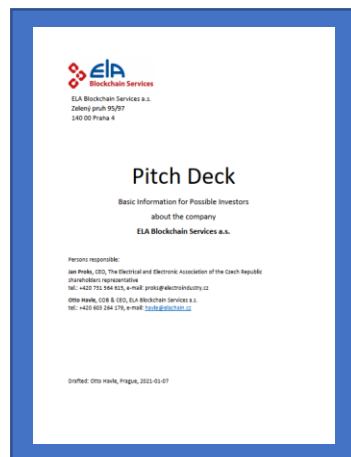 ElA
Blockchain Services
ELA Blockchain Services a.s.
Zelený pruh 95/97
140 00 Praha 4
Pitch Deck
Basic Information for Possible Investors
about the company
ELA Blockchain Services a.s.
Persons responsible:
Jan Proks, CEO, The Electrical and Electronic Association of the Czech Republic
shareholders representative
tel.: +420 731 564 615, e-mail: proks@electroindustry.cz
Otto Havle, COB & CEO, ELA Blockchain Services a.s.
tel.: +420 603 264 179, e-mail: havle@elachain.cz
Drafted: Otto Havle, Prague, 2021-01-07